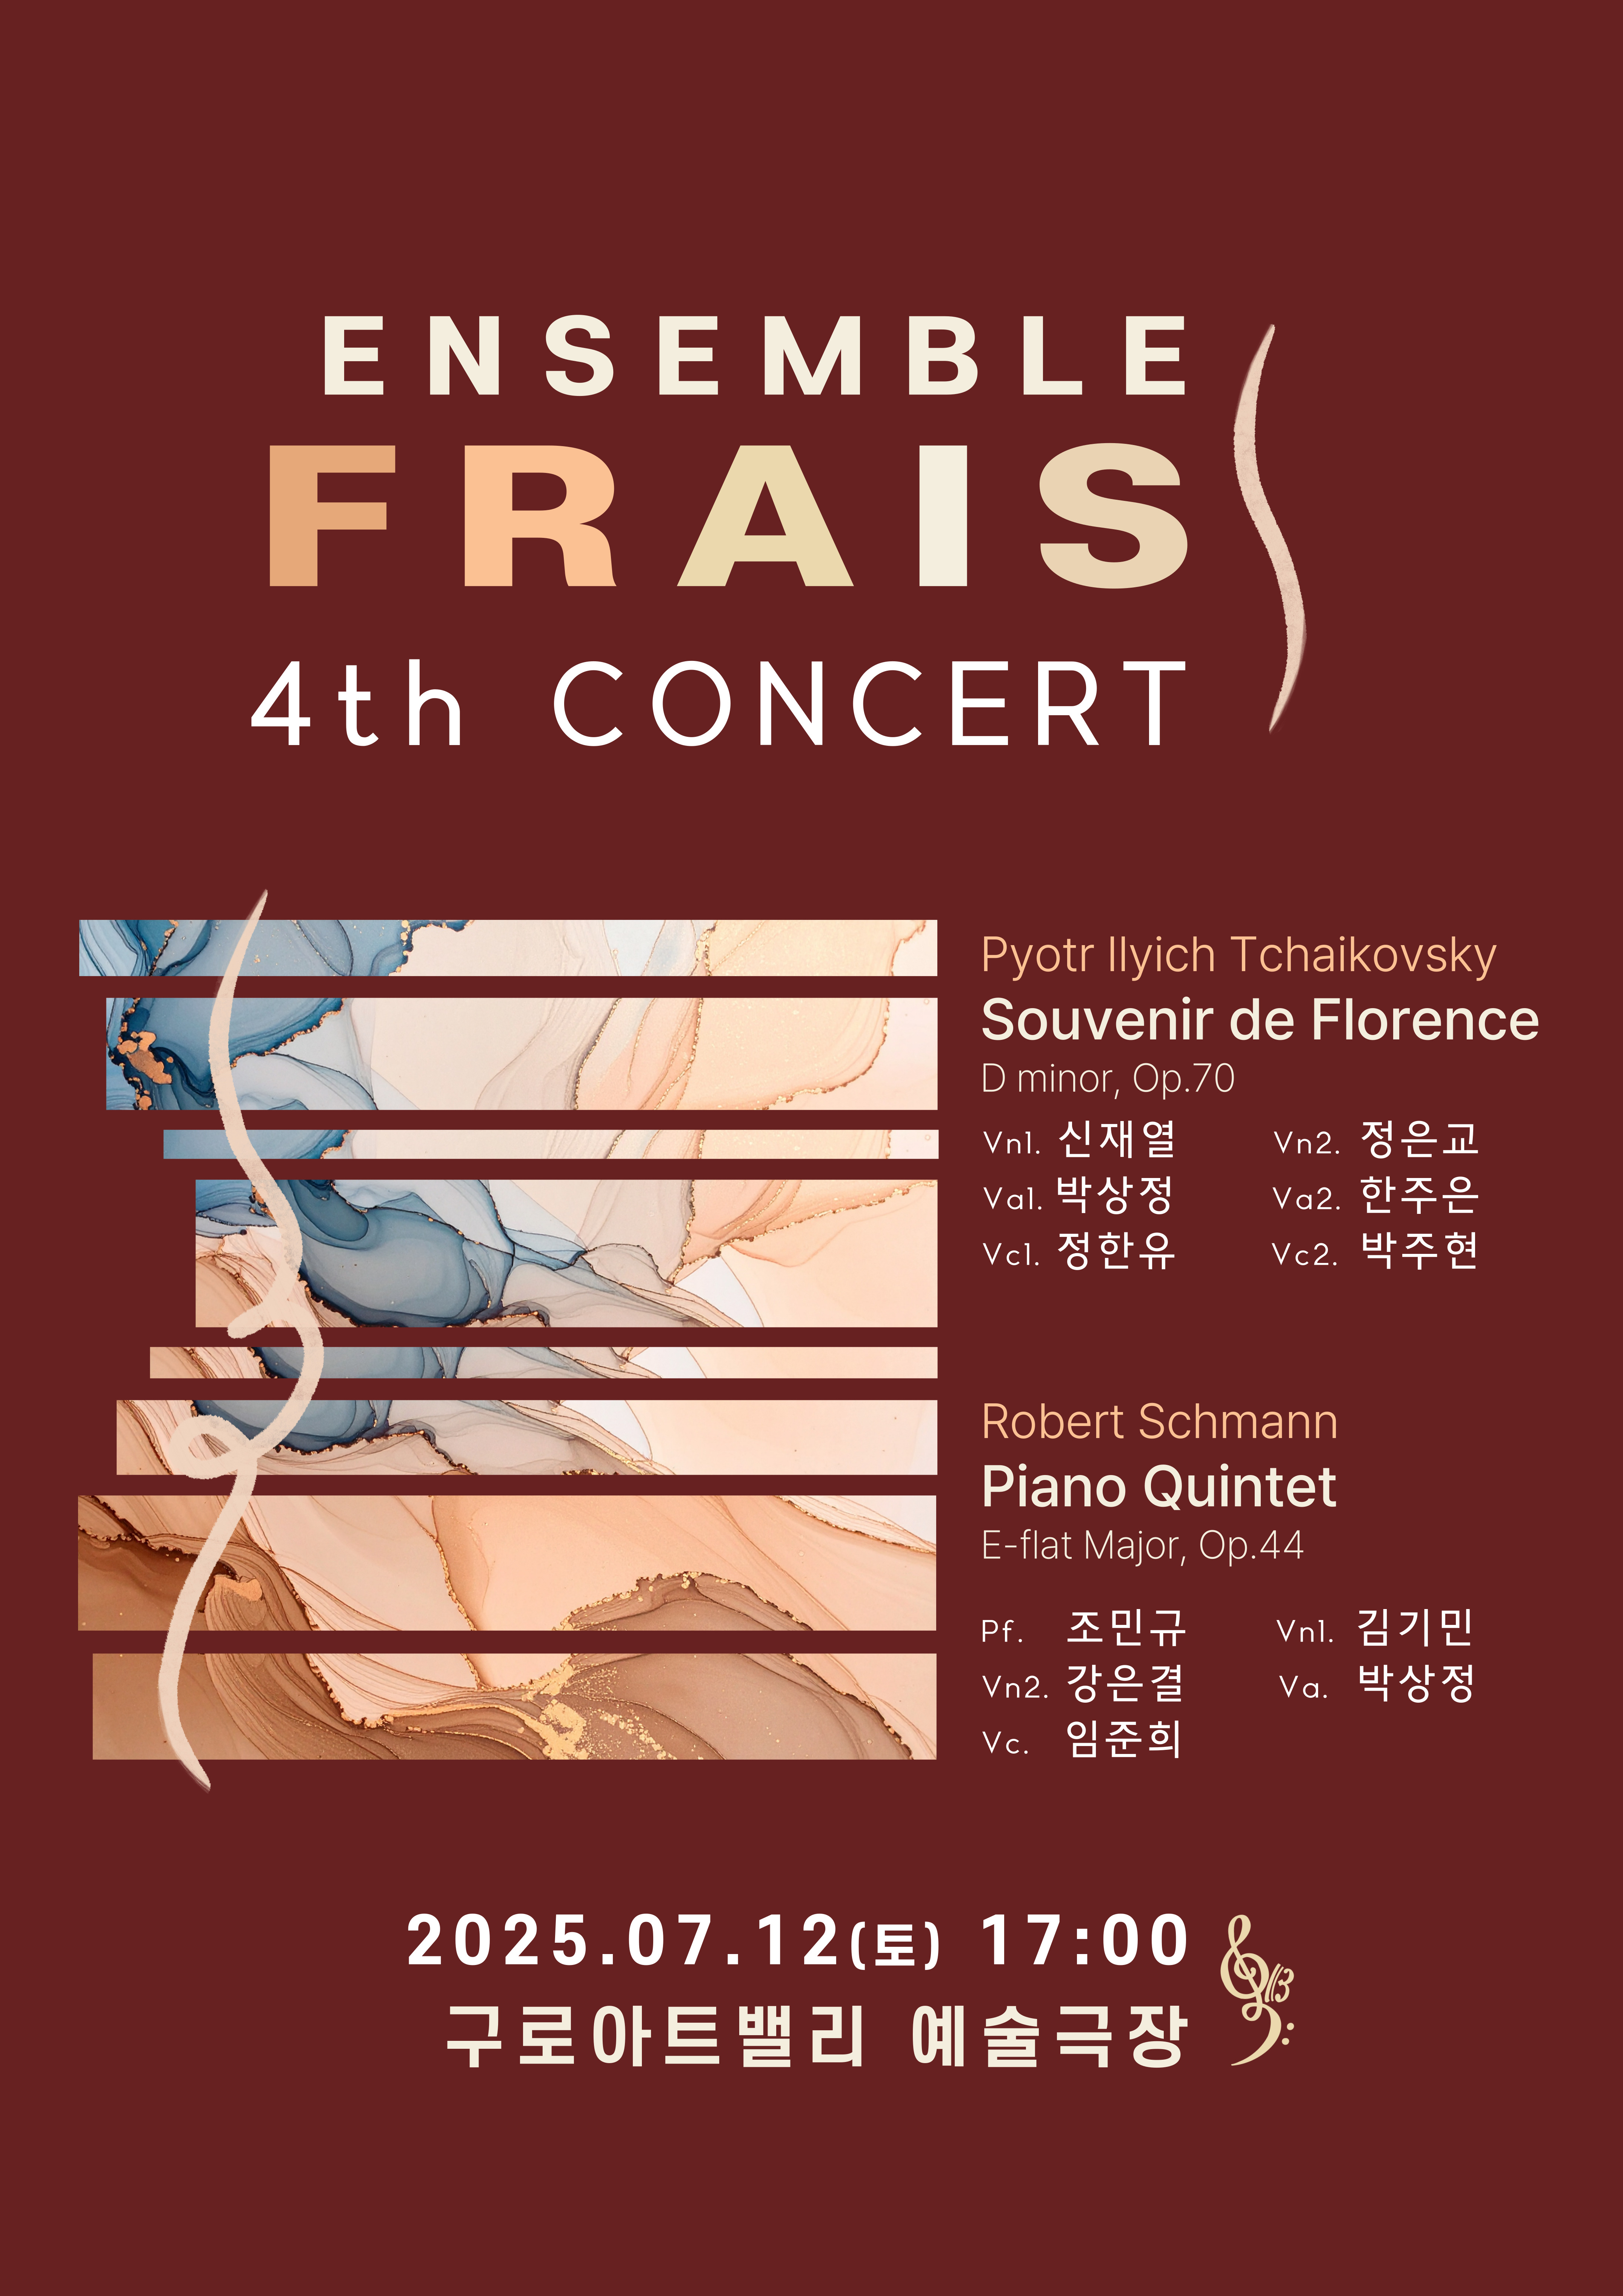 ENSEMBLE
FRAIS
4th CONCERT
Pyotr Ilyich Tchaikovsky
Souvenir de Florence
D minor, Op.70
Vn1. 신재열 Vn2. 정은교
Va1. 박상정 Va2. 한주은
Vc1. 정한유 Vc2. 박주현
Robert Schmann
Piano Quintet
E-flat Major, Op.44
Pf. 조민규 Vn1. 김기민
Vn2. 강은결 Va. 박상정
Vc. 임준희
2025.07.12(토) 17:00
구로아트밸리 예술극장